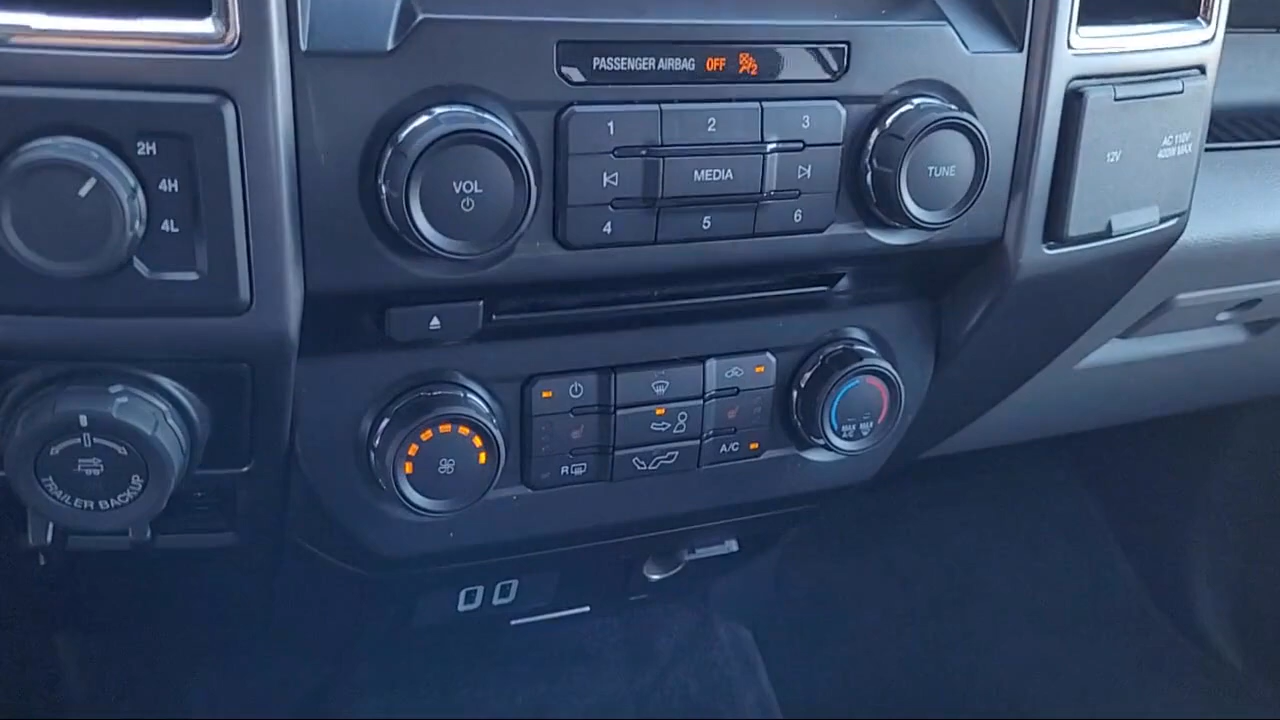 PASSENGER AIRBAG OFF 2
1 2 3
VOL
MEDIA
TUNE
4 5 6
2H
4H
4L
12V
AC 110V
400W MAX
R
A/C
MAX A/C
MAX
TRAILER BACKUP